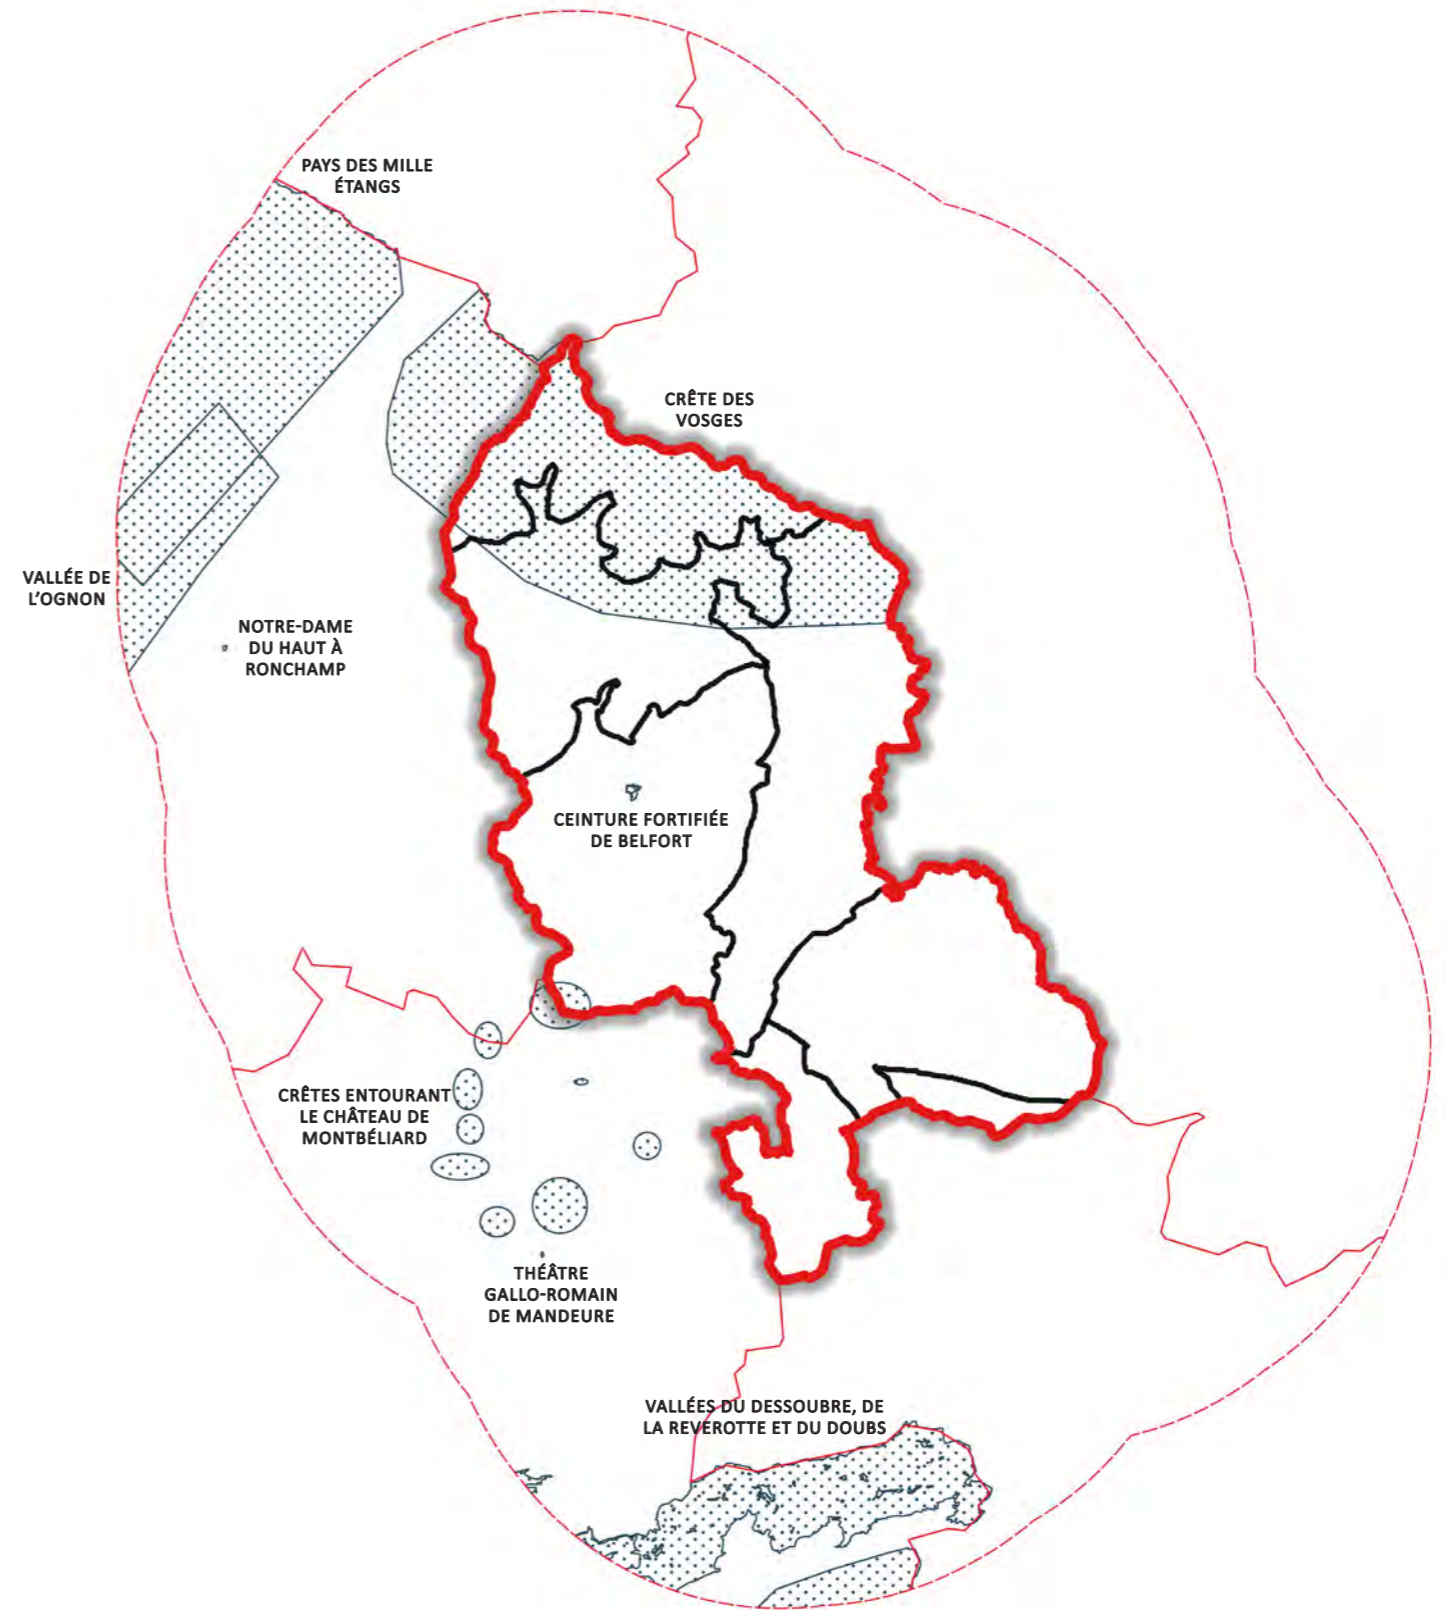 PAYS DES MILLE
ÉTANGS
CRÊTE DES
VOSGES
VALLÉE DE
L'OGNON
NOTRE-DAME
DU HAUT À
RONCHAMP
CEINTURE FORTIFIÉE
DE BELFORT
CRÊTES ENTOURANT
LE CHÂTEAU DE
MONTBÉLIARD
THÉÂTRE
GALLO-ROMAIN
DE MANDEURE
VALLÉES DU DESSOUBRE, DE
LA REVEROTTE ET DU DOUBS